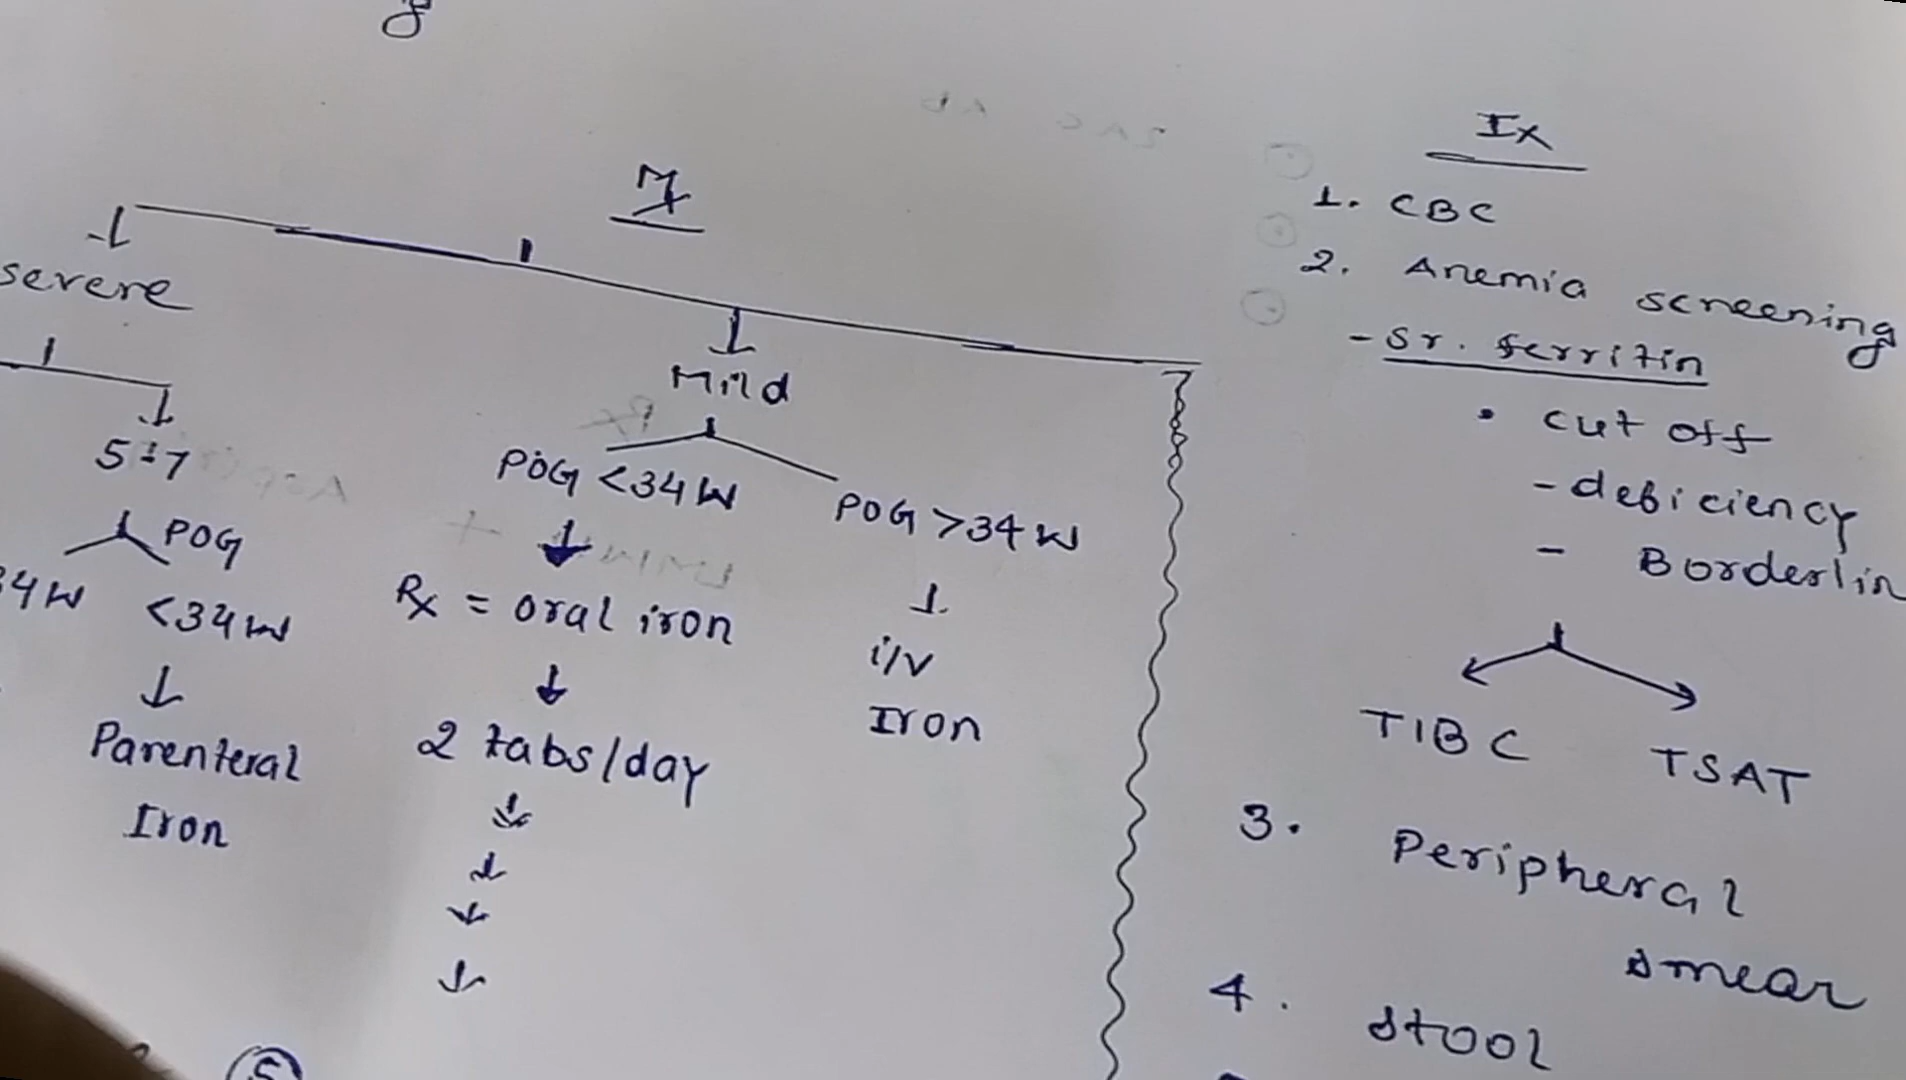 severe
5-7
POG
34W
<34W
Parenteral
Iron
Mild
POG <34W
POG >34W
Rx = oral iron
2 tabs/day
i/v
Iron
Ix
1. CBC
2. Anemia screening
- Sr. ferritin
• cut off
- deficiency
- Borderlin
TIBC
TSAT
3. Peripheral
smear
4. stool
5